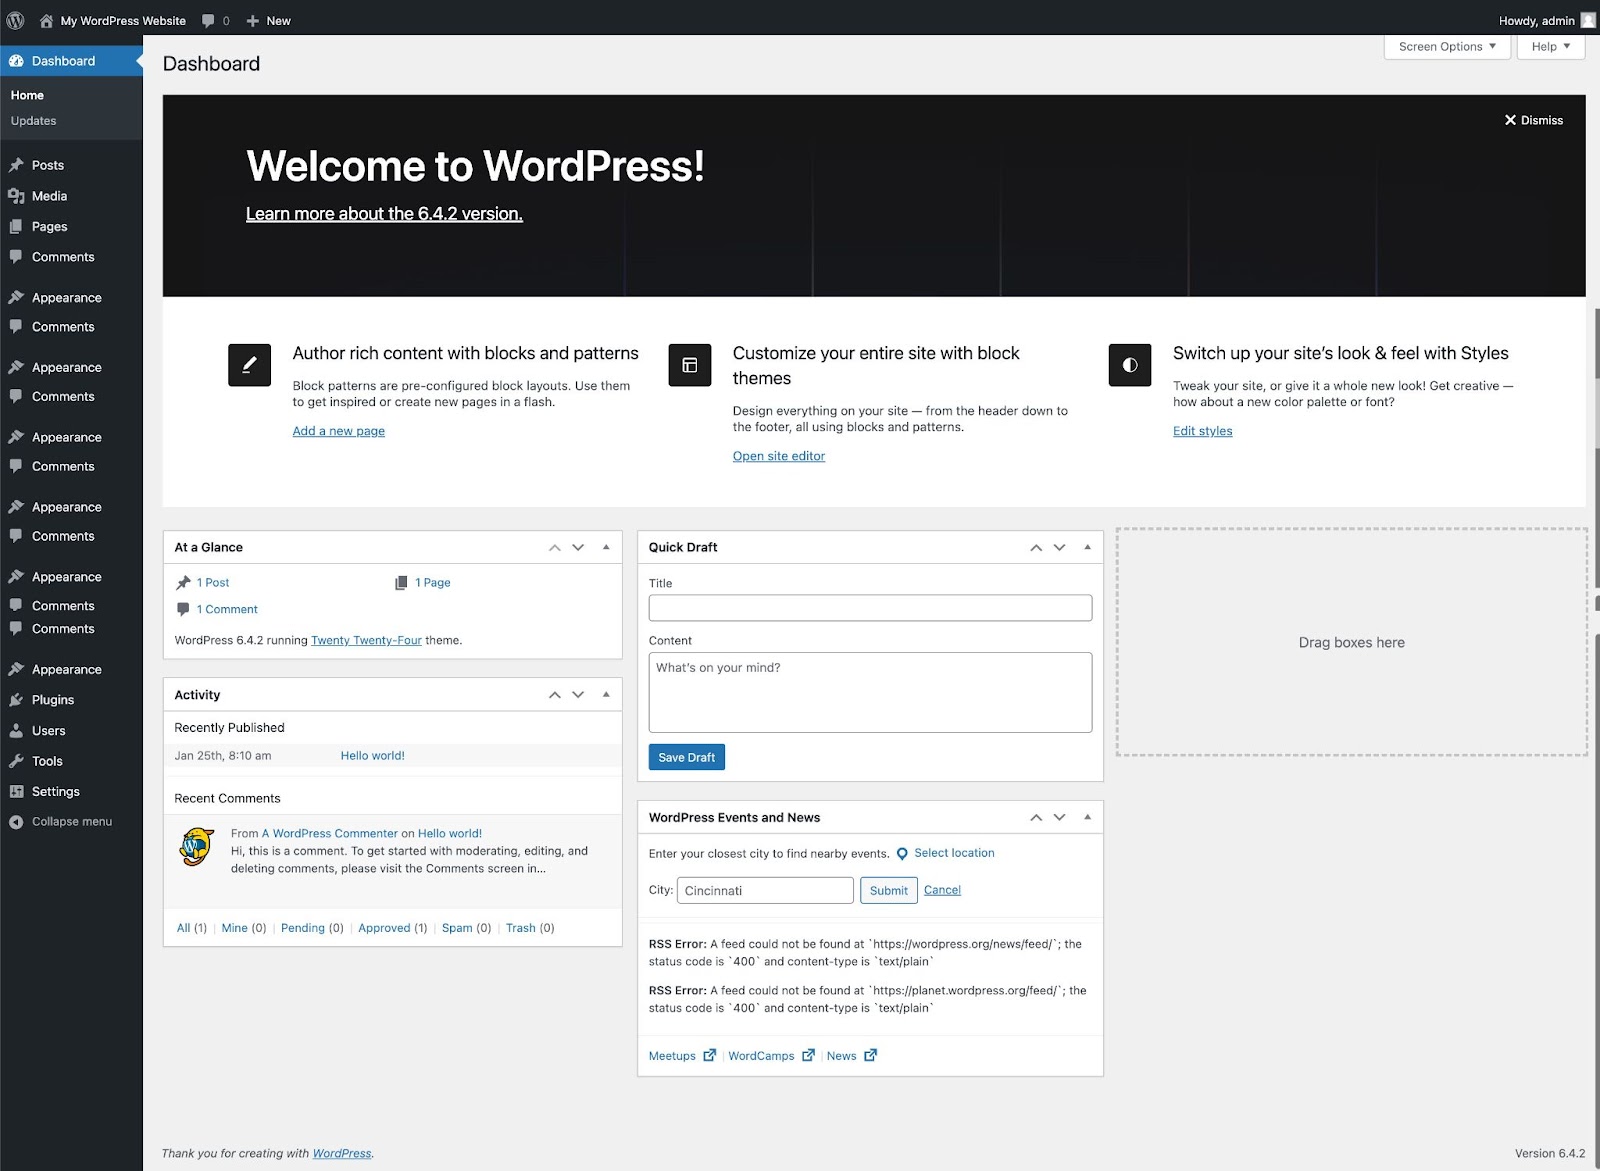 My WordPress Website
0
New
Howdy, admin
Dashboard
Home
Updates
Posts
Media
Pages
Comments
Appearance
Comments
Appearance
Comments
Appearance
Comments
Appearance
Comments
Appearance
Comments
Comments
Appearance
Plugins
Users
Tools
Settings
Collapse menu
Screen Options
Help
Dashboard
Dismiss
Welcome to WordPress!
Learn more about the 6.4.2 version.
Author rich content with blocks and patterns
Block patterns are pre-configured block layouts. Use them
to get inspired or create new pages in a flash.
Add a new page
Customize your entire site with block
themes
Design everything on your site — from the header down to
the footer, all using blocks and patterns.
Open site editor
Switch up your site’s look & feel with Styles
Tweak your site, or give it a whole new look! Get creative —
how about a new color palette or font?
Edit styles
At a Glance
1 Post
1 Page
1 Comment
WordPress 6.4.2 running Twenty Twenty-Four theme.
Activity
Recently Published
Jan 25th, 8:10 am Hello world!
Recent Comments
From A WordPress Commenter on Hello world!
Hi, this is a comment. To get started with moderating, editing, and
deleting comments, please visit the Comments screen in…
All (1) | Mine (0) | Pending (0) | Approved (1) | Spam (0) | Trash (0)
Quick Draft
Title
Content
What’s on your mind?
Save Draft
WordPress Events and News
Enter your closest city to find nearby events. Select location
City: Cincinnati Submit Cancel
RSS Error: A feed could not be found at `https://wordpress.org/news/feed/`; the
status code is `400` and content-type is `text/plain`
RSS Error: A feed could not be found at `https://planet.wordpress.org/feed/`; the
status code is `400` and content-type is `text/plain`
Meetups | WordCamps | News
Drag boxes here
Thank you for creating with WordPress.
Version 6.4.2